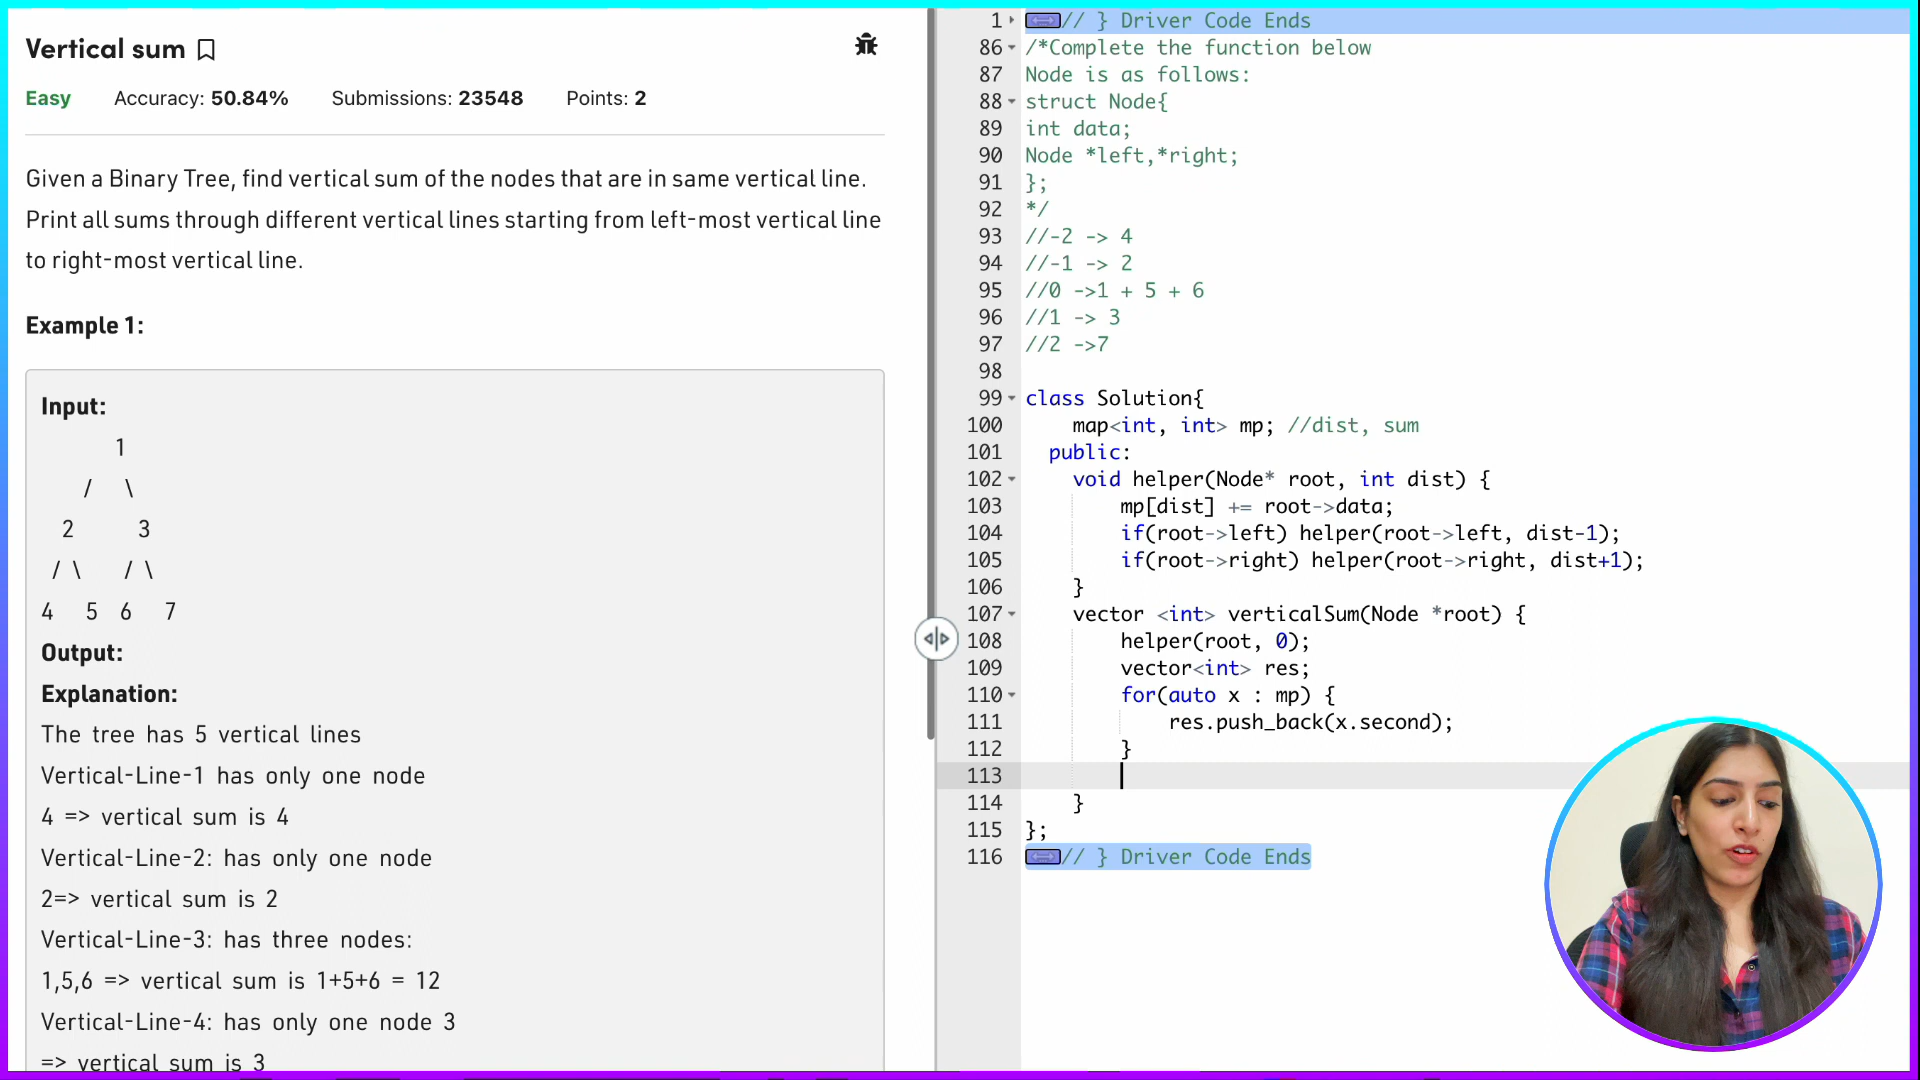 Vertical sum
Easy Accuracy: 50.84% Submissions: 23548 Points: 2
Given a Binary Tree, find vertical sum of the nodes that are in same vertical line.
Print all sums through different vertical lines starting from left-most vertical line
to right-most vertical line.
Example 1:
Input:
1
/ \
2 3
/ \ / \
4 5 6 7
Output:
Explanation:
The tree has 5 vertical lines
Vertical-Line-1 has only one node
4 => vertical sum is 4
Vertical-Line-2: has only one node
2=> vertical sum is 2
Vertical-Line-3: has three nodes:
1,5,6 => vertical sum is 1+5+6 = 12
Vertical-Line-4: has only one node 3
=> vertical sum is 3
1 // } Driver Code Ends
86 /*Complete the function below
87 Node is as follows:
88 struct Node{
89 int data;
90 Node *left,*right;
91 };
92 */
93 //-2 -> 4
94 //-1 -> 2
95 //0 ->1 + 5 + 6
96 //1 -> 3
97 //2 ->7
98
99 class Solution{
100 map<int, int> mp; //dist, sum
101 public:
102 void helper(Node* root, int dist) {
103 mp[dist] += root->data;
104 if(root->left) helper(root->left, dist-1);
105 if(root->right) helper(root->right, dist+1);
106 }
107 vector <int> verticalSum(Node *root) {
108 helper(root, 0);
109 vector<int> res;
110 for(auto x : mp) {
111 res.push_back(x.second);
112 }
113
114 }
115 };
116 // } Driver Code Ends